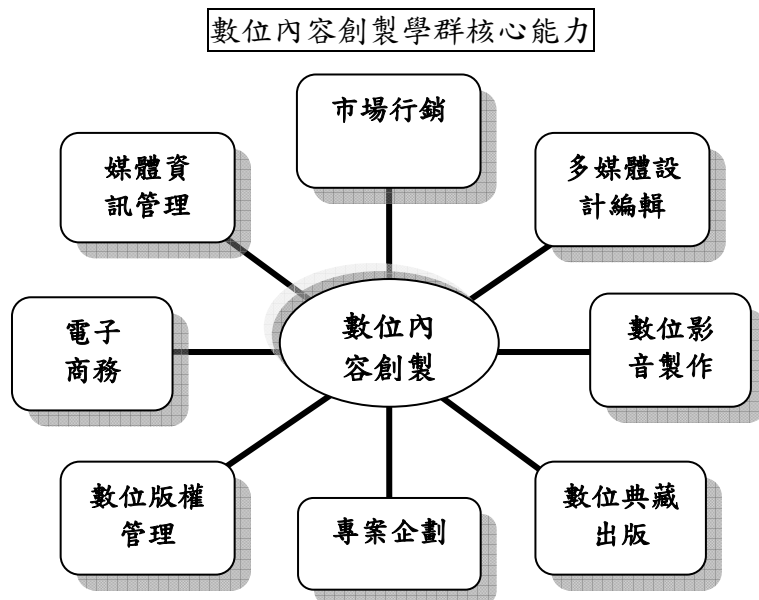 數位內容創製學群核心能力
市場行銷
媒體資
訊管理
多媒體設
計編輯
電子
商務
數位內
容創製
數位影
音製作
數位版權
管理
專案企劃
數位典藏
出版